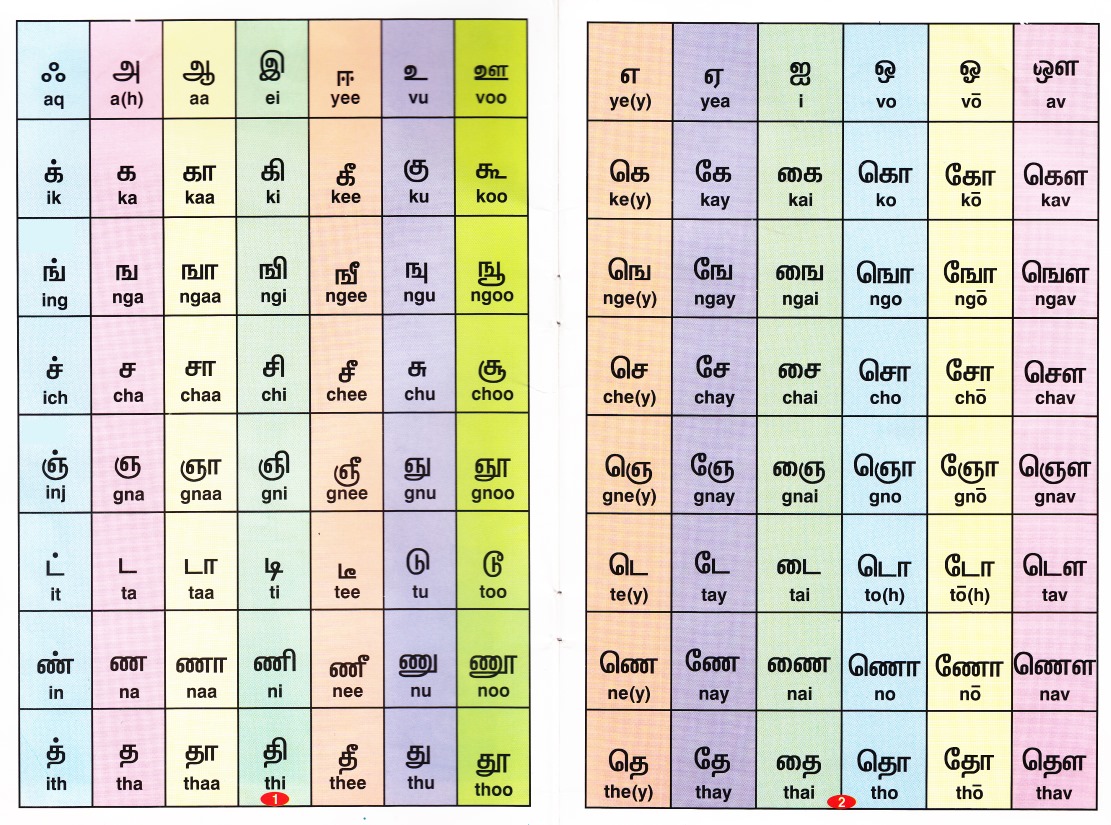 ஃ அ ஆ இ ஈ உ ஊ
aq a(h) aa ei yee vu voo
க் க கா கி கீ கு கூ
ik ka kaa ki kee ku koo
ங் ங ஙா ஙி ஙீ ஙு ஙூ
ing nga ngaa ngi ngee ngu ngoo
ச் ச சா சி சீ சு சூ
ich cha chaa chi chee chu choo
ஞ் ஞ ஞா ஞி ஞீ ஞு ஞூ
inj gna gnaa gni gnee gnu gnoo
ட் ட டா டி டீ டு டூ
it ta taa ti tee tu too
ண் ண ணா ணி ணீ ணு ணூ
in na naa ni nee nu noo
த் த தா தி தீ து தூ
ith tha thaa thi thee thu thoo
1
எ ஏ ஐ ஒ ஓ ஔ
ye(y) yea i vo vō av
கெ கே கை கொ கோ கௌ
ke(y) kay kai ko kō kav
ஙெ ஙே ஙை ஙொ ஙோ ஙௌ
nge(y) ngay ngai ngo ngō ngav
செ சே சை சொ சோ சௌ
che(y) chay chai cho chō chav
ஞெ ஞே ஞை ஞொ ஞோ ஞௌ
gne(y) gnay gnai gno gnō gnav
டெ டே டை டொ டோ டௌ
te(y) tay tai to(h) tō(h) tav
ணெ ணே ணை ணொ ணோ ணௌ
ne(y) nay nai no nō nav
தெ தே தை தொ தோ தௌ
the(y) thay thai tho thō thav
2